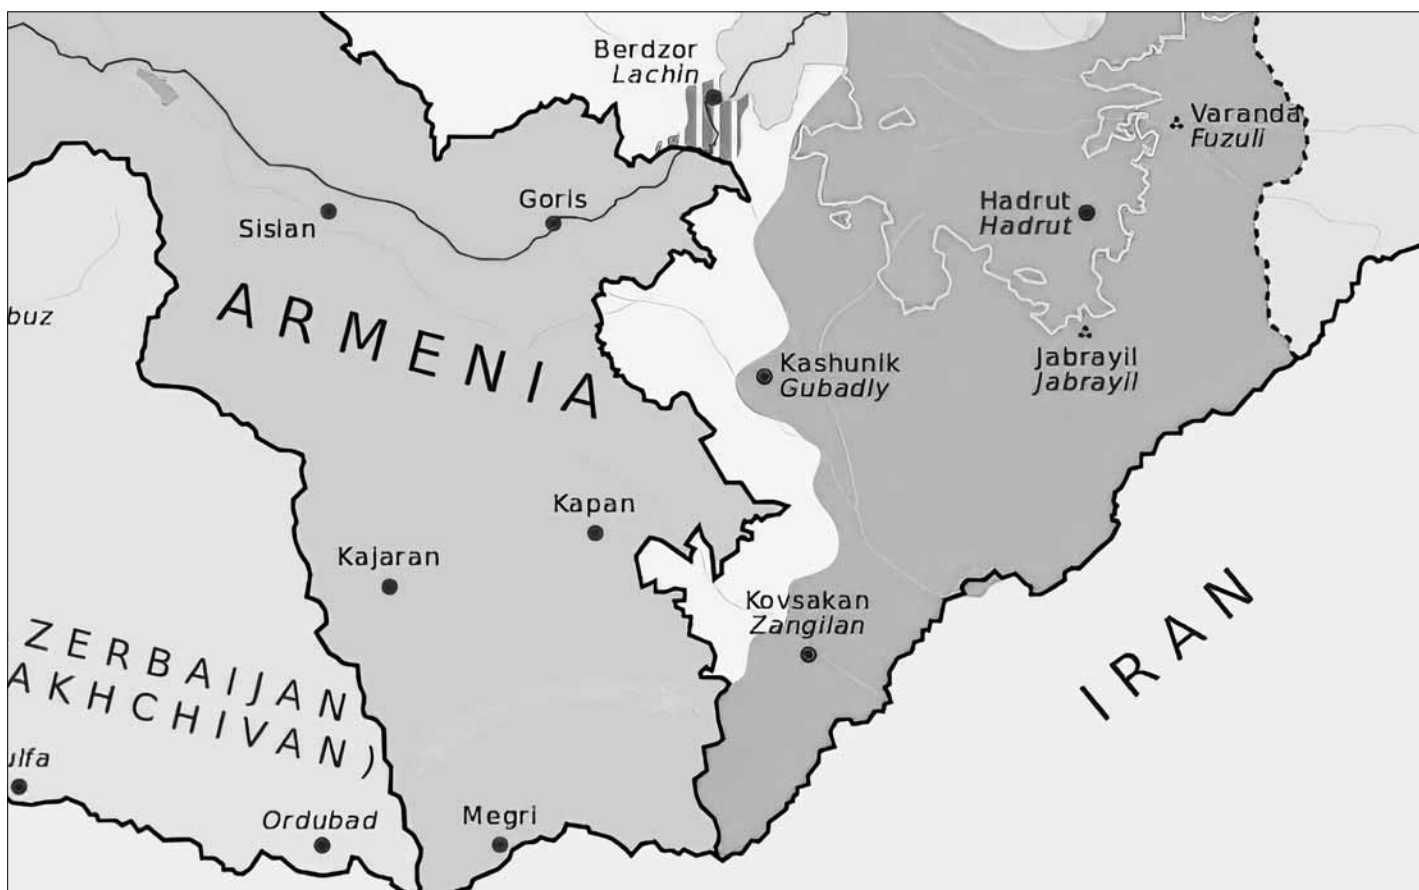 Berdzor
Lachin
Varanda
Fuzuli
Goris
Sisian
Hadrut
Hadrut
ARMENIA
buz
Kashunik
Gubadly
Jabrayil
Jabrayil
Kapan
Kajaran
Kovsakan
Zangilan
IRAN
ZERBAIJAN
AKHCHIVAN)
ulfa
Ordubad
Megri